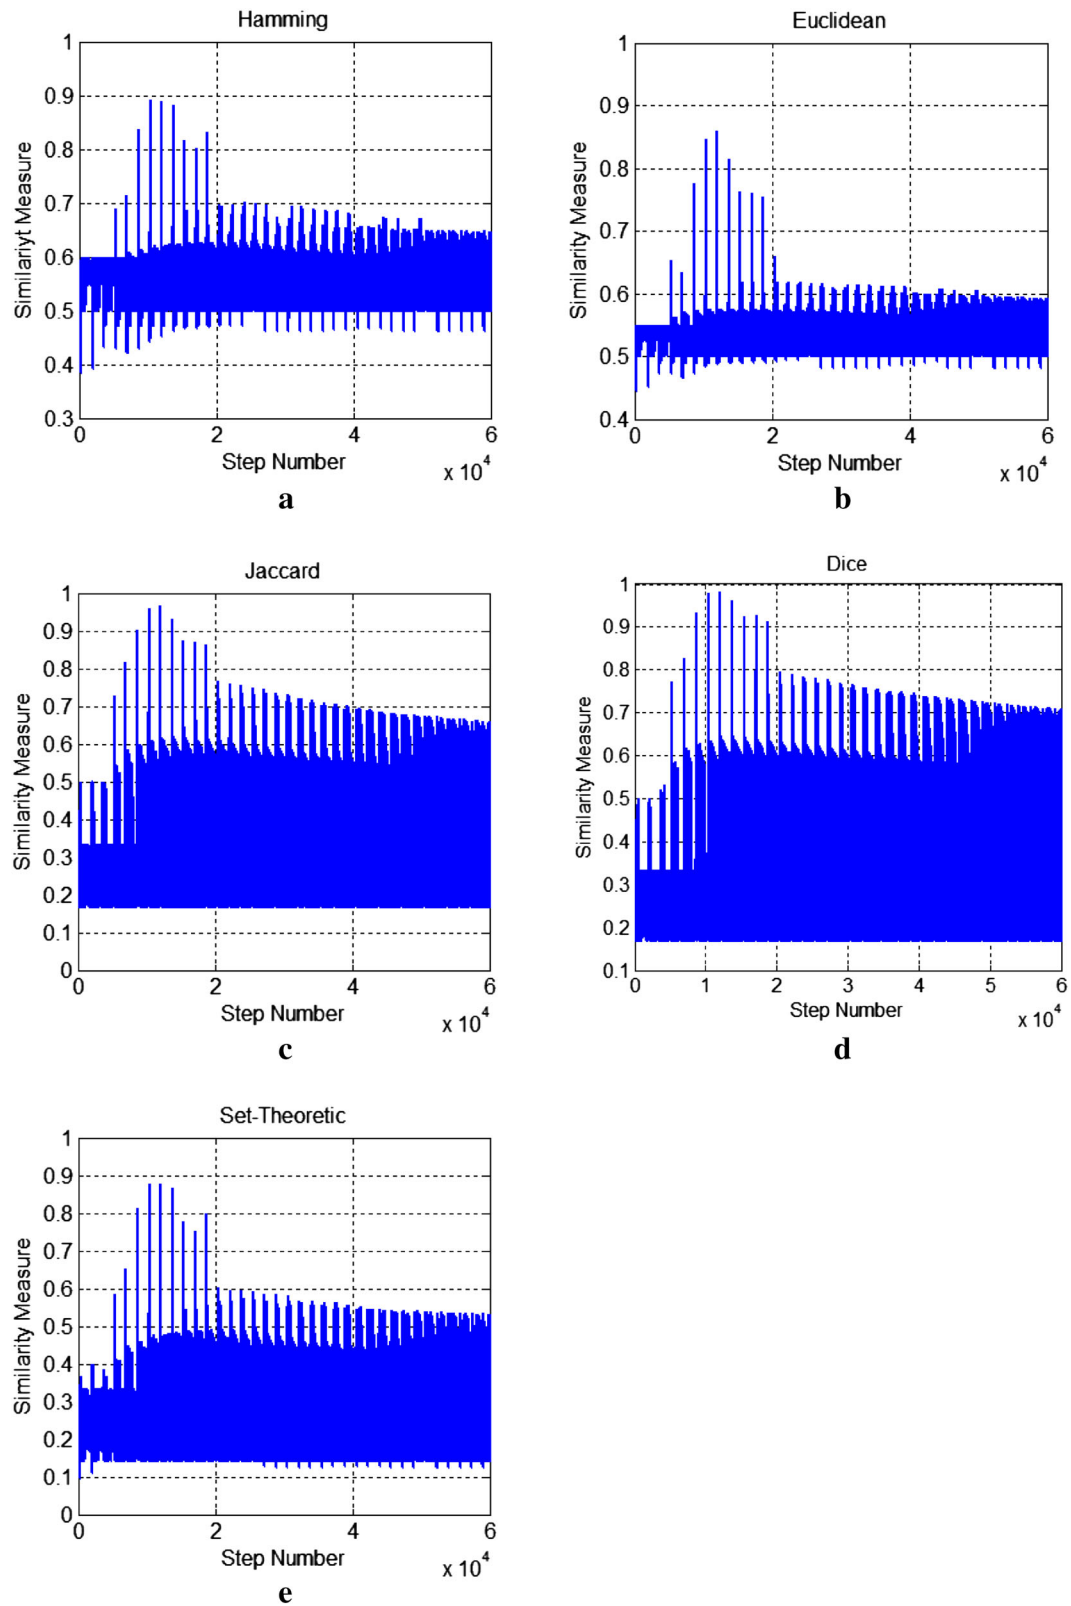 Hamming
1
0.9
0.8
0.7
0.6
0.5
0.4
0.3
0 2 4 6
Similariyt Measure
Step Number
x 10^4
a
Euclidean
1
0.9
0.8
0.7
0.6
0.5
0.4
0 2 4 6
Similarity Measure
Step Number
x 10^4
b
Jaccard
1
0.9
0.8
0.7
0.6
0.5
0.4
0.3
0.2
0.1
0
0 2 4 6
Similarity Measure
Step Number
x 10^4
c
Dice
1
0.9
0.8
0.7
0.6
0.5
0.4
0.3
0.2
0.1
0 1 2 3 4 5 6
Similarity Measure
Step Number
x 10^4
d
Set-Theoretic
1
0.9
0.8
0.7
0.6
0.5
0.4
0.3
0.2
0.1
0
0 2 4 6
Similarity Measure
Step Number
x 10^4
e